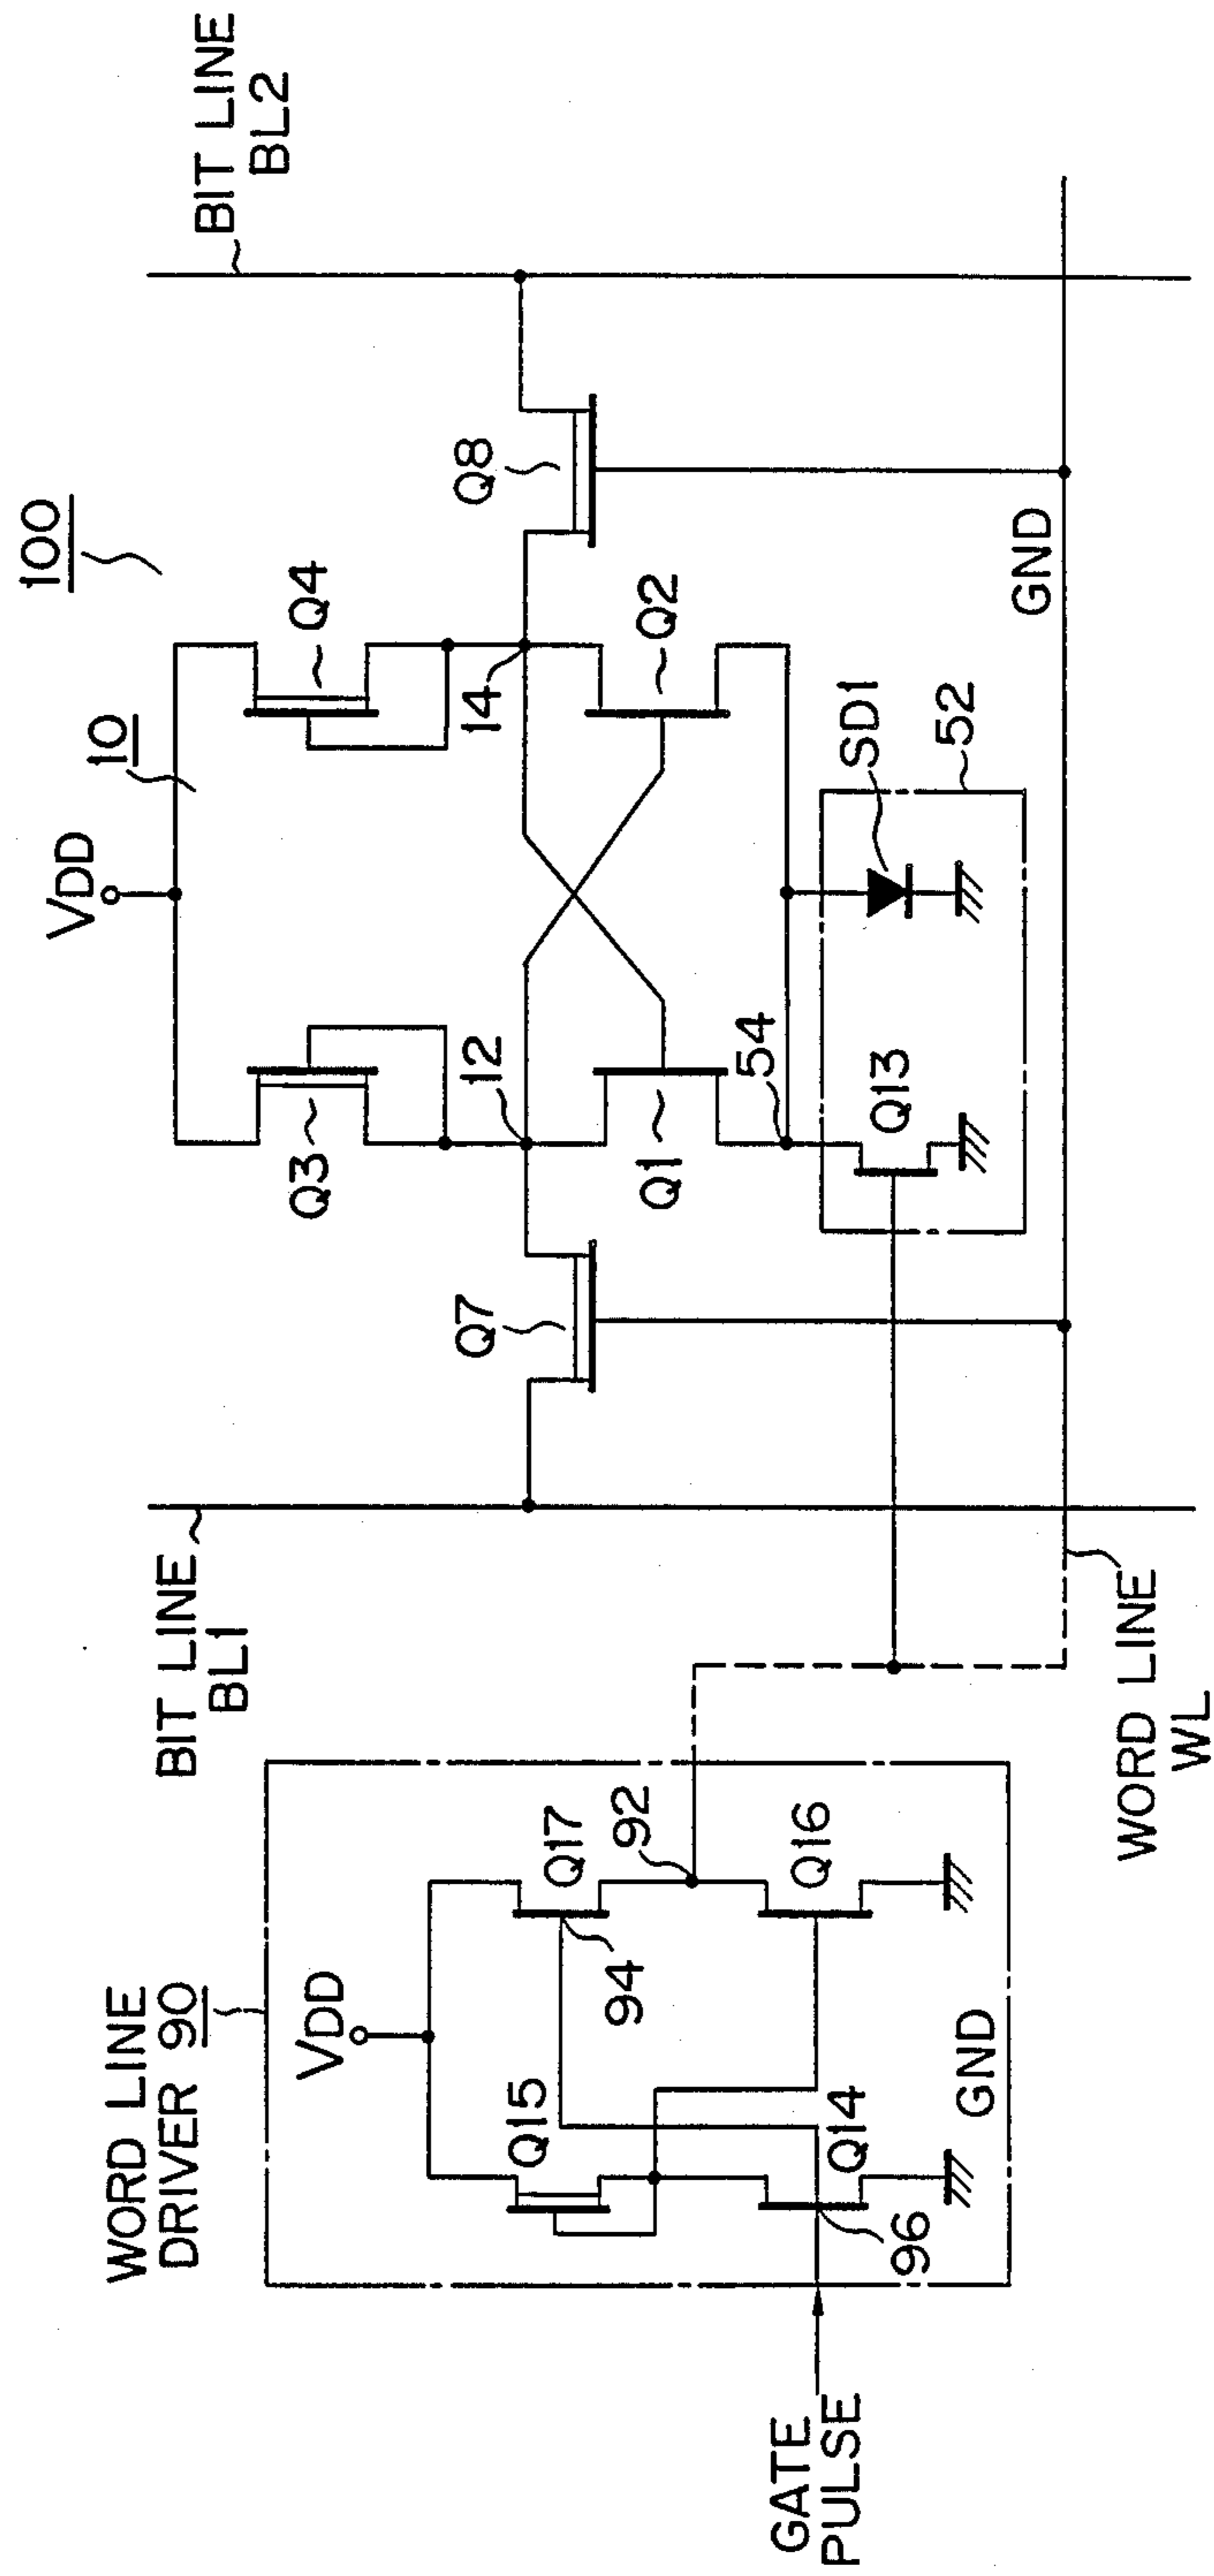 100
BIT LINE
BL2
VDD
10
Q4
Q3
12
14
Q8
Q7
Q1
Q2
54
SD1
Q13
52
GND
BIT LINE
BL1
WORD LINE
WL
WORD LINE
DRIVER 90
VDD
Q15
Q17
94
92
Q14
Q16
96
GND
GATE
PULSE